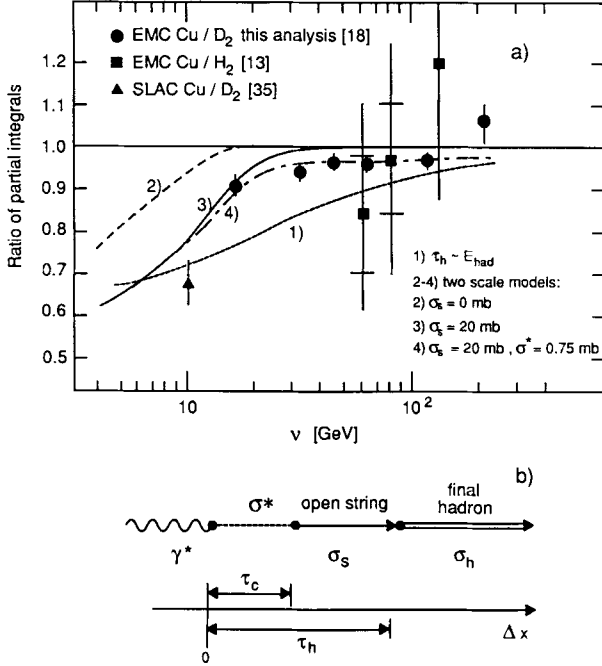 a)
● EMC Cu / D₂ this analysis [18]
■ EMC Cu / H₂ [13]
▲ SLAC Cu / D₂ [35]
Ratio of partial integrals
1.2
1.1
1.0
0.9
0.8
0.7
0.6
0.5
2)
3)
4)
1)
1) τh ~ Ehad
2-4) two scale models:
2) σs = 0 mb
3) σs = 20 mb
4) σs = 20 mb , σ* = 0.75 mb
10
10²
ν [GeV]
b)
σ*
open string
final
hadron
γ*
σs
σh
τc
Δ x
τh
0